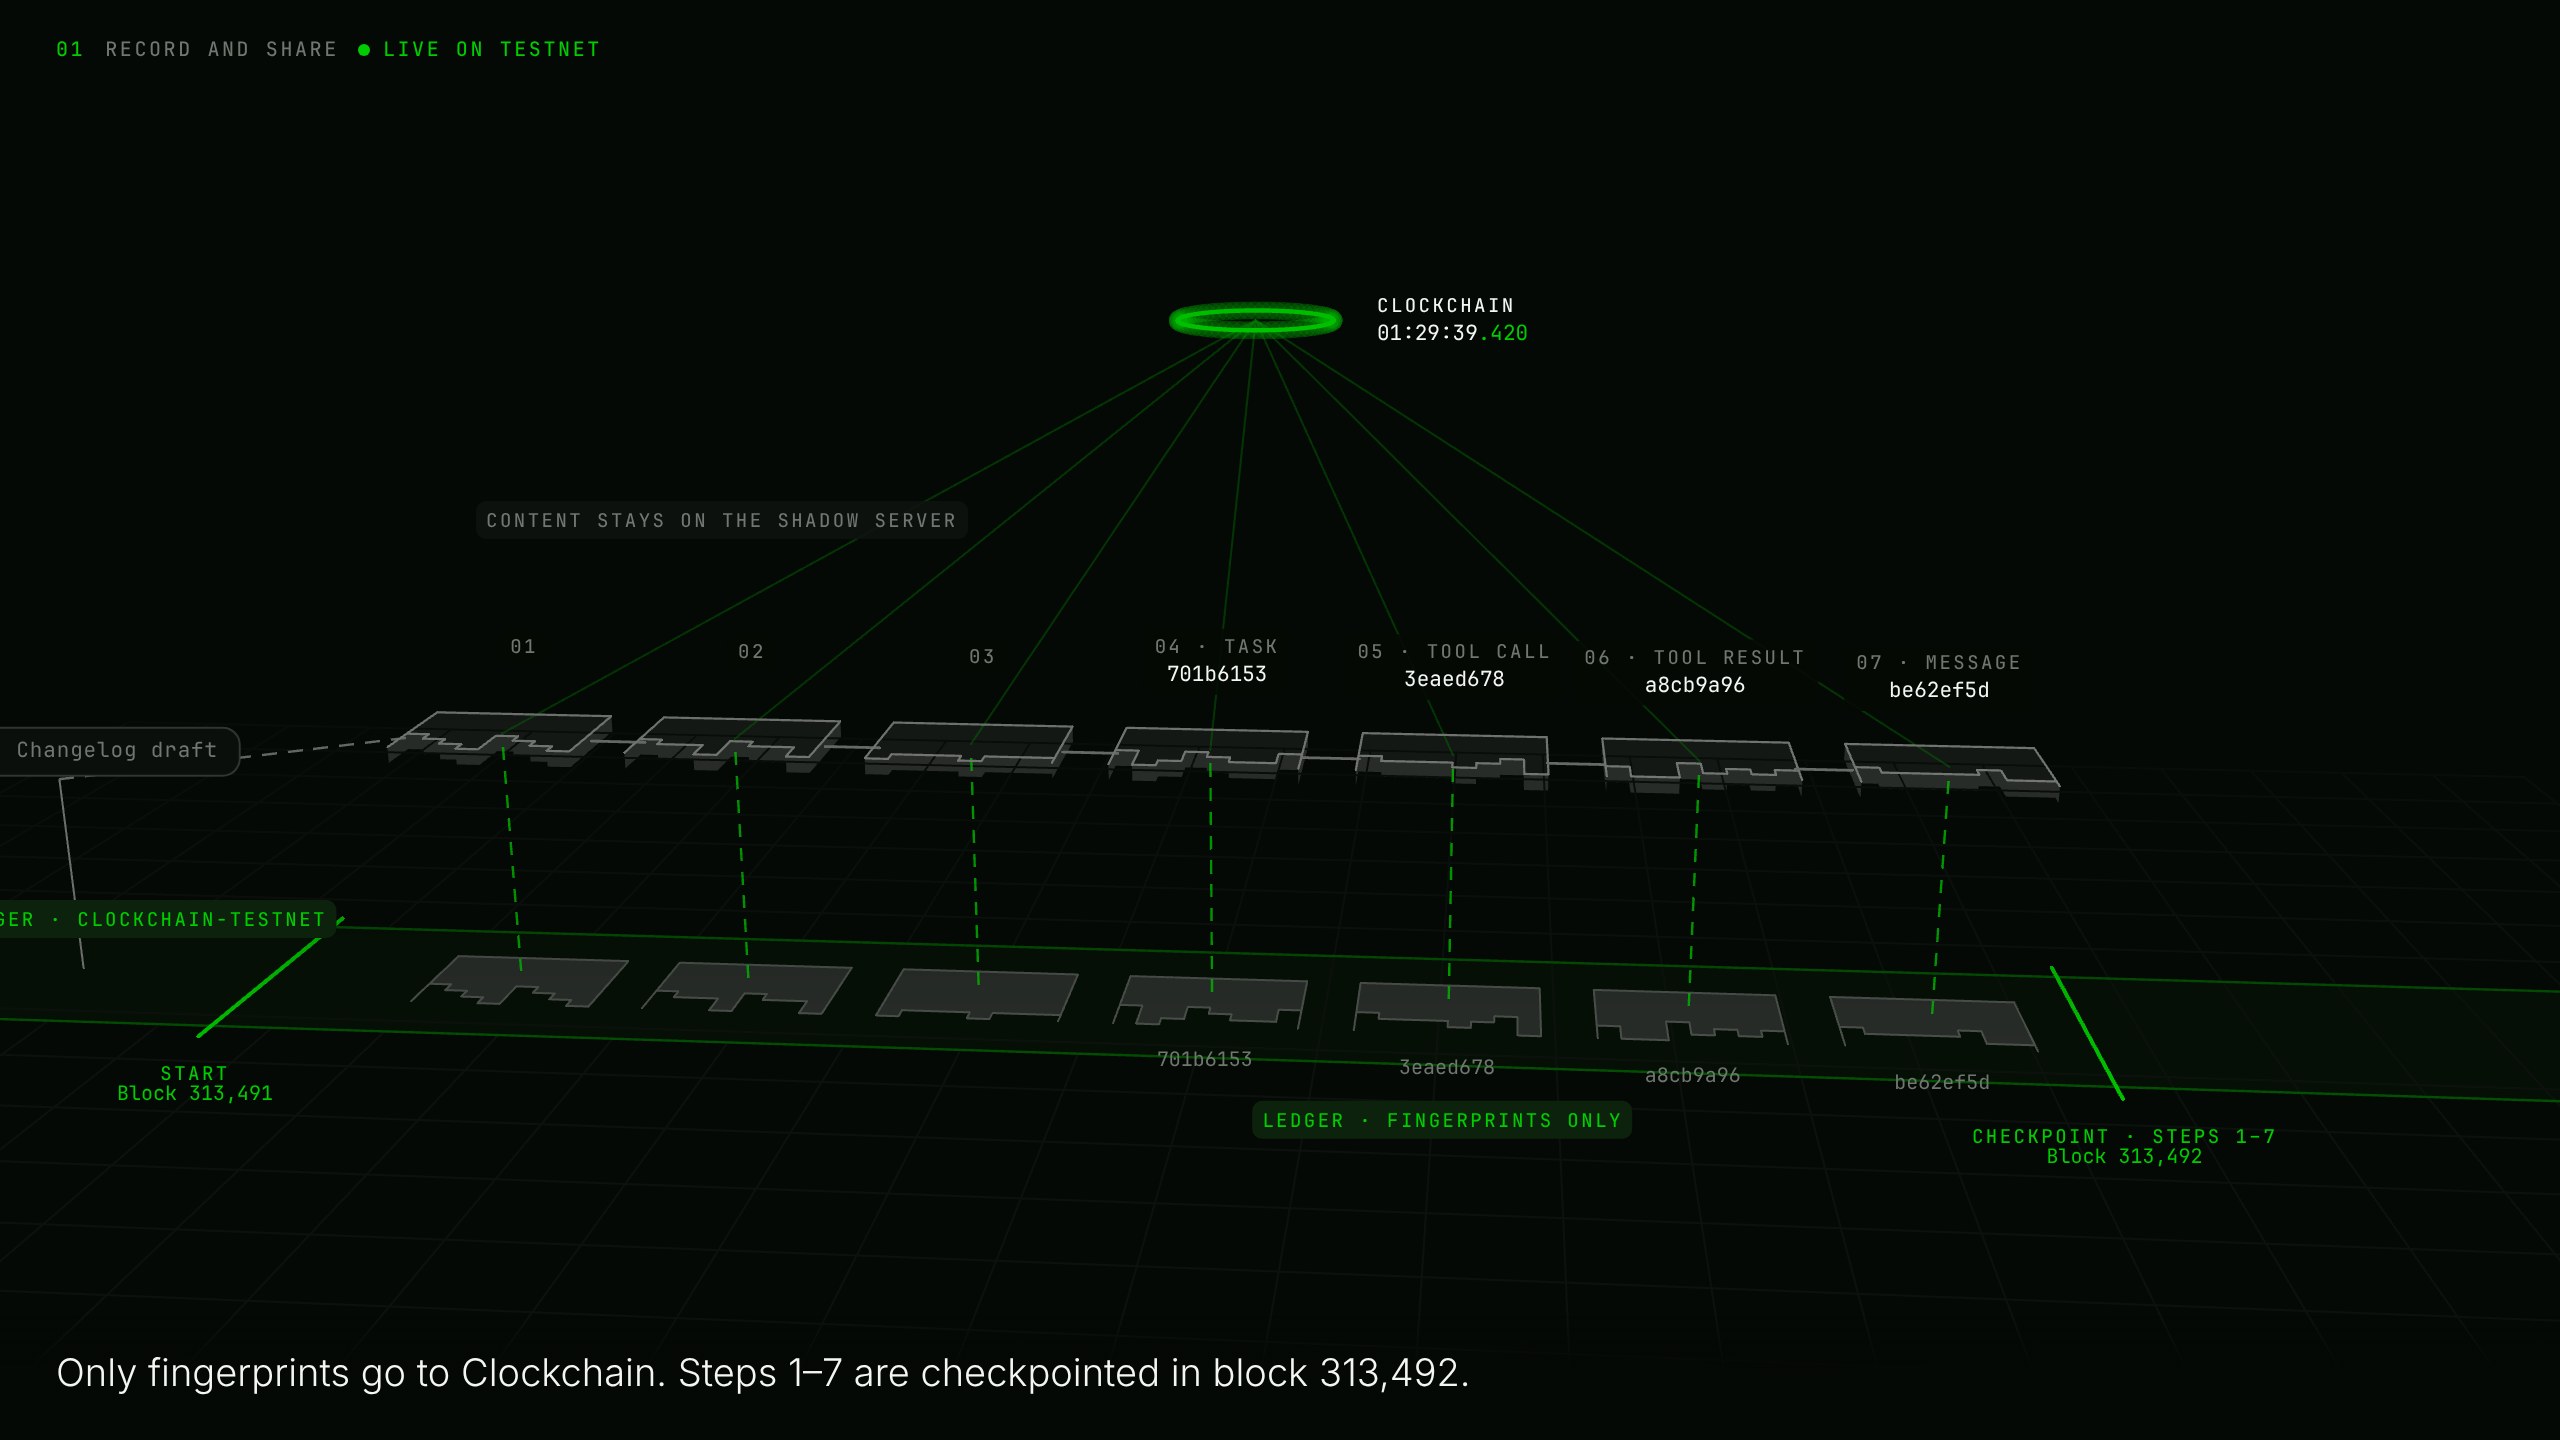 01 RECORD AND SHARE ● LIVE ON TESTNET
CLOCKCHAIN
01:29:39.420
CONTENT STAYS ON THE SHADOW SERVER
01
02
03
04 · TASK
701b6153
05 · TOOL CALL
3eaed678
06 · TOOL RESULT
a8cb9a96
07 · MESSAGE
be62ef5d
Changelog draft
GER · CLOCKCHAIN-TESTNET
START
Block 313,491
701b6153
3eaed678
a8cb9a96
be62ef5d
LEDGER · FINGERPRINTS ONLY
CHECKPOINT · STEPS 1–7
Block 313,492
Only fingerprints go to Clockchain. Steps 1–7 are checkpointed in block 313,492.